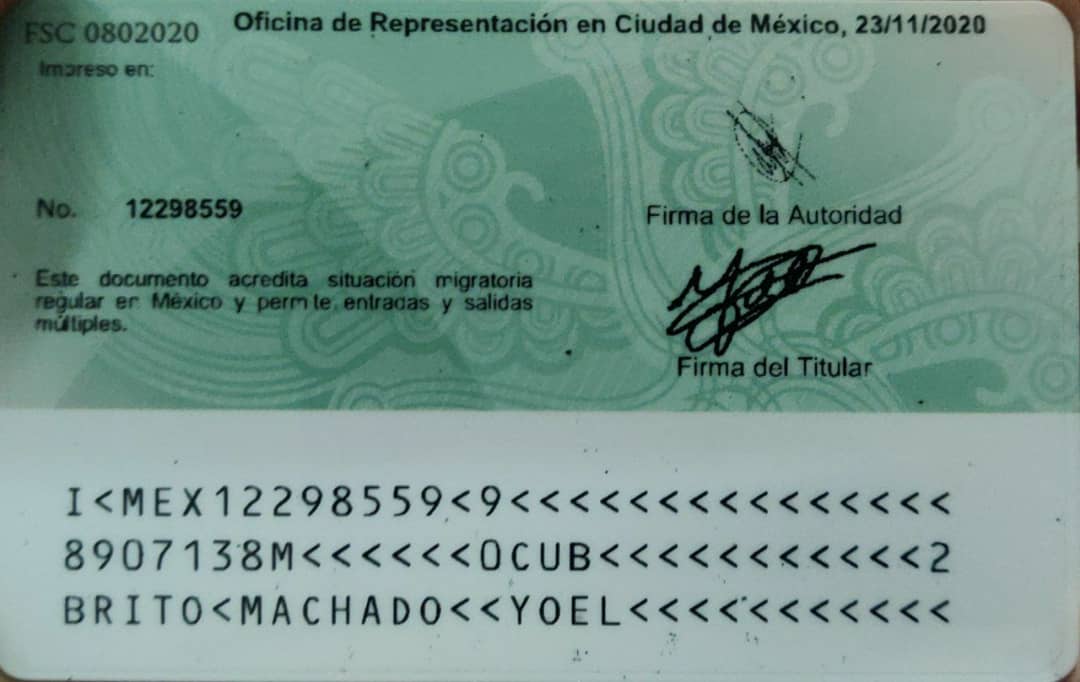 FSC 0802020
Oficina de Representación en Ciudad de México, 23/11/2020
Impreso en:
No. 12298559
Firma de la Autoridad
Este documento acredita situación migratoria
regular en México y permite entradas y salidas
múltiples.
Firma del Titular
I<MEX12298559<9<<<<<<<<<<<<<<<
8907138M<<<<<<0CUB<<<<<<<<<<<2
BRITO<MACHADO<<YOEL<<<<<<<<<<<